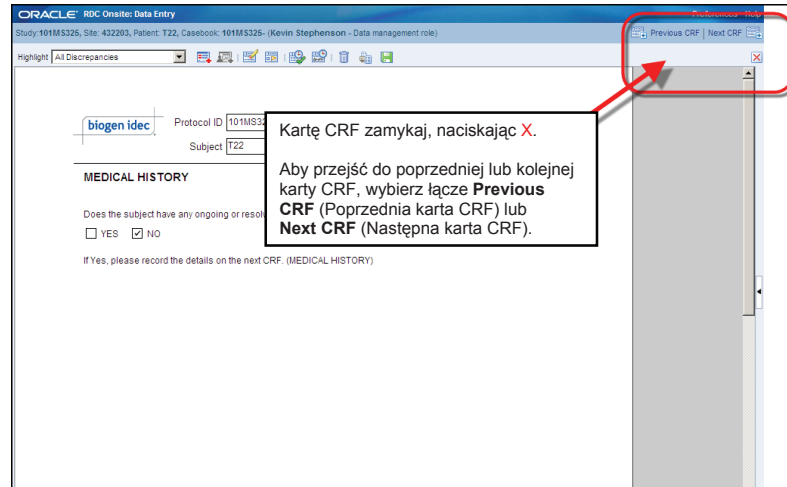 ORACLE RDC Onsite: Data Entry
Preferences Help
Study:101MS325, Site: 432203, Patient: T22, Casebook: 101MS325- (Kevin Stephenson - Data management role)
Previous CRF | Next CRF
Highlight All Discrepancies
biogen idec
Protocol ID 101MS32
Subject T22
Kartę CRF zamykaj, naciskając X.
Aby przejść do poprzedniej lub kolejnej
karty CRF, wybierz łącze Previous
CRF (Poprzednia karta CRF) lub
Next CRF (Następna karta CRF).
MEDICAL HISTORY
Does the subject have any ongoing or resol
YES NO
If Yes, please record the details on the next CRF. (MEDICAL HISTORY)